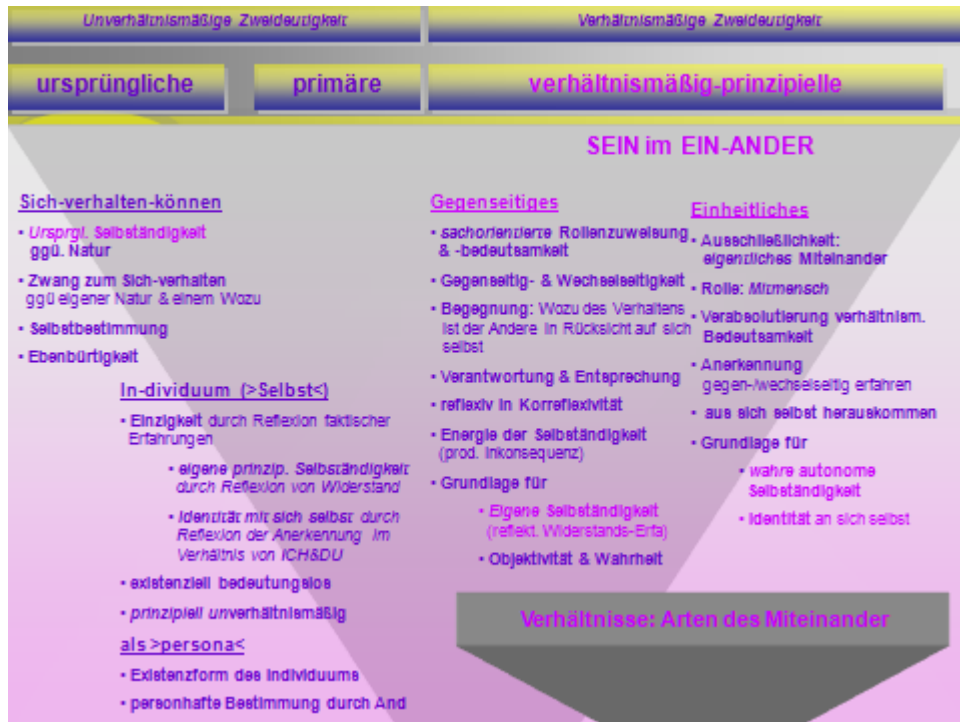 Unverhältnismäßige Zweideutigkeit
Verhältnismäßige Zweideutigkeit
ursprüngliche
primäre
verhältnismäßig-prinzipielle
SEIN im EIN-ANDER
Sich-verhalten-können
• Ursprgl. Selbständigkeit
ggü. Natur
• Zwang zum Sich-verhalten
ggü eigener Natur & einem Wozu
• Selbstbestimmung
• Ebenbürtigkeit
In-dividuum (>Selbst<)
• Einzigkeit durch Reflexion faktischer
Erfahrungen
• eigene prinzip. Selbständigkeit
durch Reflexion von Widerstand
• Identität mit sich selbst durch
Reflexion der Anerkennung im
Verhältnis von ICH&DU
• existenziell bedeutungslos
• prinzipiell unverhältnismäßig
als >persona<
• Existenzform des Individuums
• personhafte Bestimmung durch And
Gegenseitiges
• sachorientierte Rollenzuweisung
& -bedeutsamkeit
• Gegenseitig- & Wechselseitigkeit
• Begegnung: Wozu des Verhaltens
ist der Andere in Rücksicht auf sich
selbst
• Verantwortung & Entsprechung
• reflexiv in Korreflexivität
• Energie der Selbständigkeit
(prod. Inkonsequenz)
• Grundlage für
• Eigene Selbständigkeit
(reflekt. Widerstands-Erfa)
• Objektivität & Wahrheit
Einheitliches
• Ausschließlichkeit:
eigentliches Miteinander
• Rolle: Mitmensch
• Verabsolutierung verhältnism.
Bedeutsamkeit
• Anerkennung
gegen-/wechselseitig erfahren
• aus sich selbst herauskommen
• Grundlage für
• wahre autonome
Selbständigkeit
• Identität an sich selbst
Verhältnisse: Arten des Miteinander